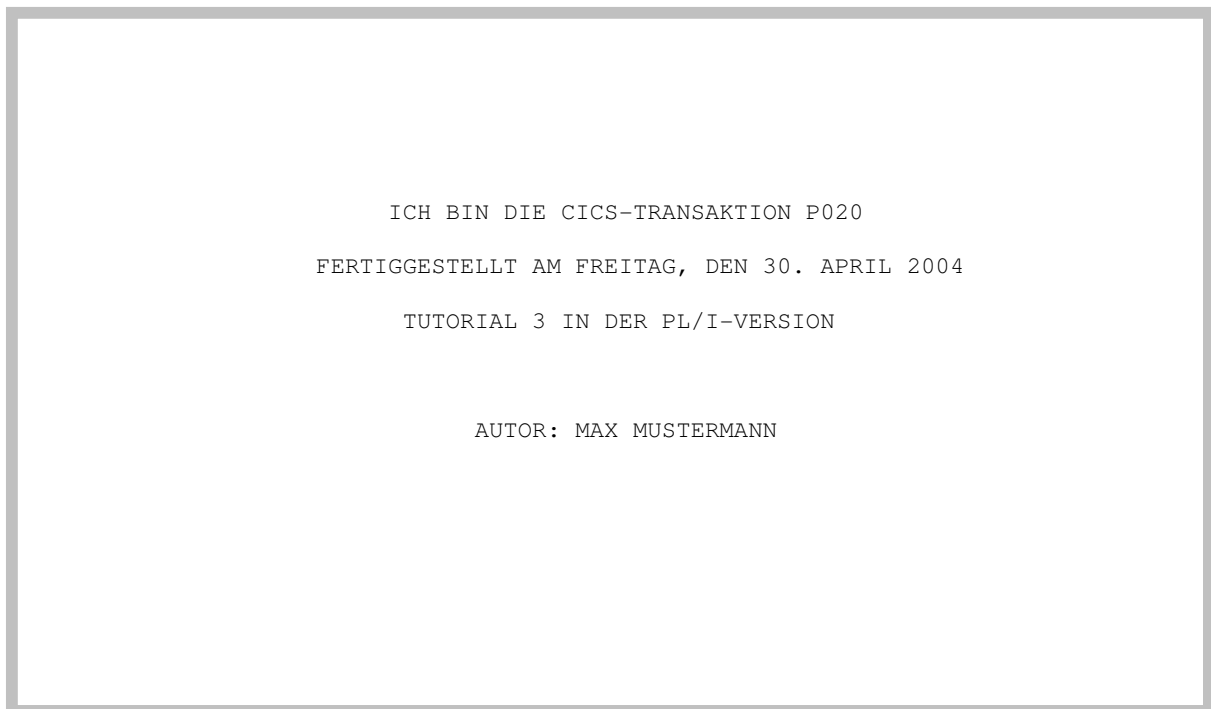 ICH BIN DIE CICS-TRANSAKTION P020
FERTIGGESTELLT AM FREITAG, DEN 30. APRIL 2004
TUTORIAL 3 IN DER PL/I-VERSION
AUTOR: MAX MUSTERMANN